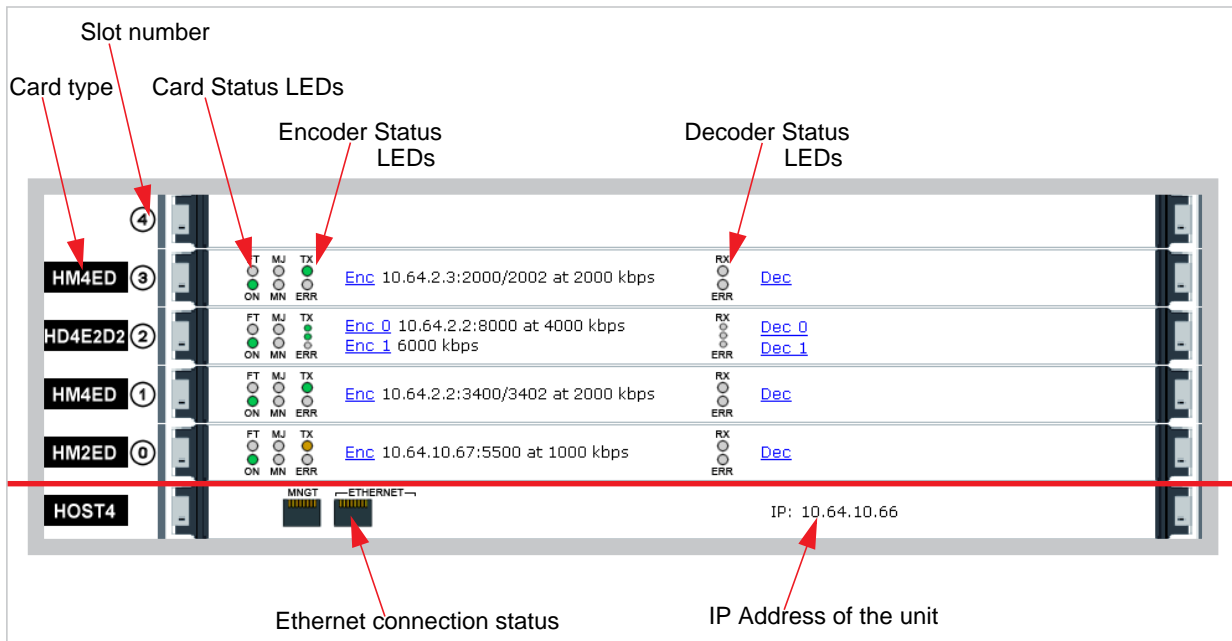 Slot number
Card type
Card Status LEDs
Encoder Status
LEDs
Decoder Status
LEDs
4
HM4ED 3
FT MJ TX
ON MN ERR
Enc 10.64.2.3:2000/2002 at 2000 kbps
RX
ERR
Dec
HD4E2D2 2
FT MJ TX
ON MN ERR
Enc 0 10.64.2.2:8000 at 4000 kbps
Enc 1 6000 kbps
RX
ERR
Dec 0
Dec 1
HM4ED 1
FT MJ TX
ON MN ERR
Enc 10.64.2.2:3400/3402 at 2000 kbps
RX
ERR
Dec
HM2ED 0
FT MJ TX
ON MN ERR
Enc 10.64.10.67:5500 at 1000 kbps
RX
ERR
Dec
HOST4
MNGT ETHERNET
IP: 10.64.10.66
Ethernet connection status
IP Address of the unit